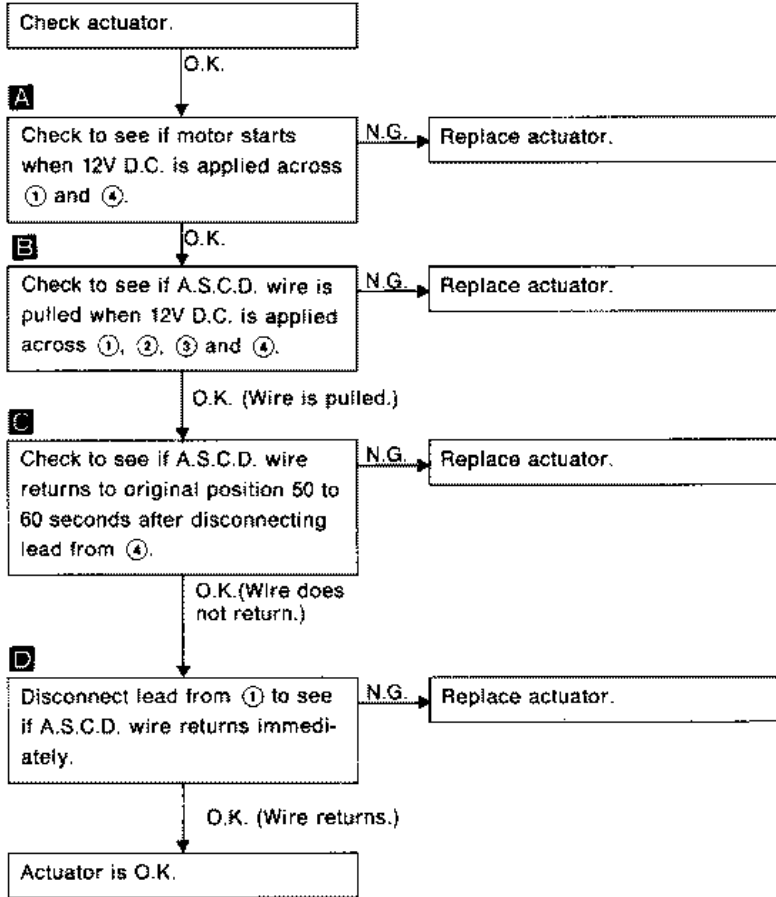 Check actuator.
O.K.
A
Check to see if motor starts
when 12V D.C. is applied across
① and ④.
N.G.
Replace actuator.
O.K.
B
Check to see if A.S.C.D. wire is
pulled when 12V D.C. is applied
across ①, ②, ③ and ④.
N.G.
Replace actuator.
O.K. (Wire is pulled.)
C
Check to see if A.S.C.D. wire
returns to original position 50 to
60 seconds after disconnecting
lead from ④.
N.G.
Replace actuator.
O.K.(Wire does
not return.)
D
Disconnect lead from ① to see
if A.S.C.D. wire returns immedi-
ately.
N.G.
Replace actuator.
O.K. (Wire returns.)
Actuator is O.K.